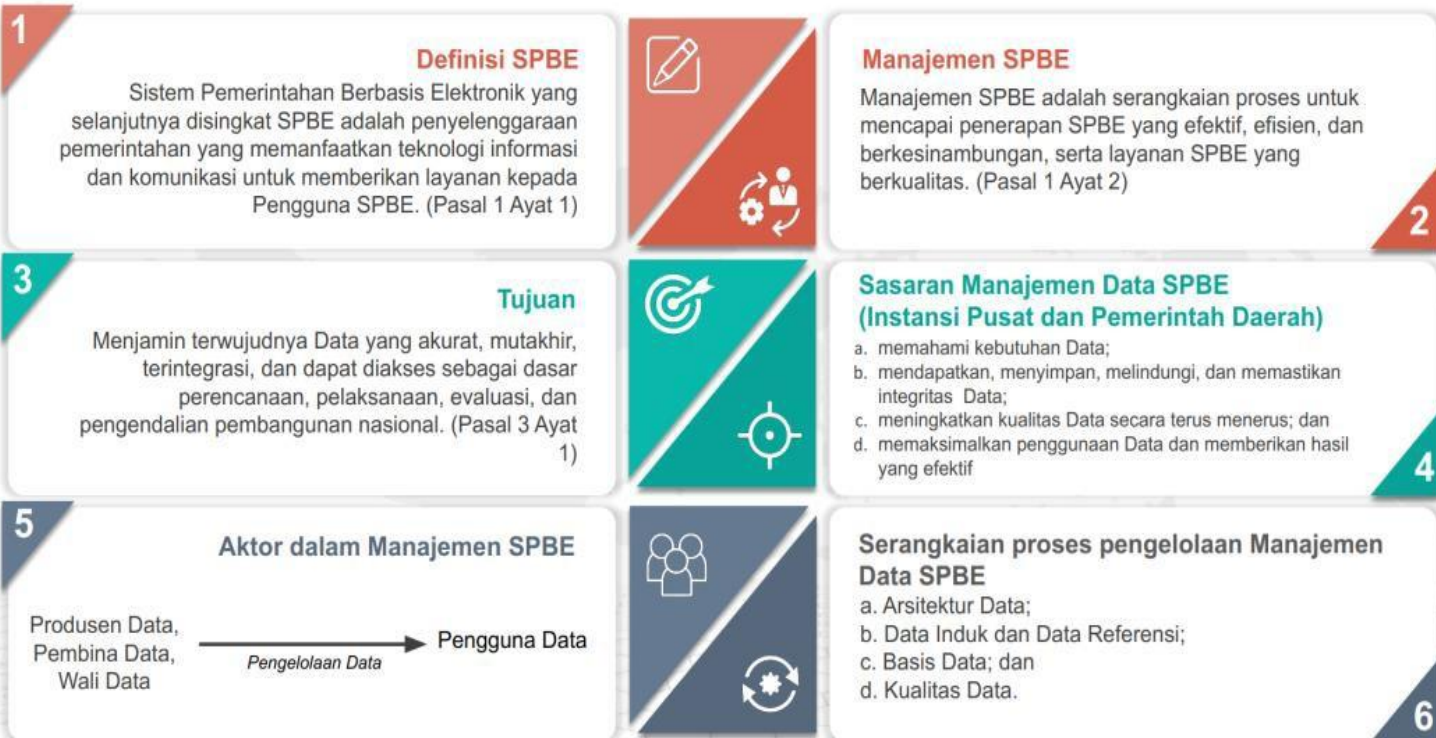 1
Definisi SPBE
Sistem Pemerintahan Berbasis Elektronik yang
selanjutnya disingkat SPBE adalah penyelenggaraan
pemerintahan yang memanfaatkan teknologi informasi
dan komunikasi untuk memberikan layanan kepada
Pengguna SPBE. (Pasal 1 Ayat 1)
Manajemen SPBE
Manajemen SPBE adalah serangkaian proses untuk
mencapai penerapan SPBE yang efektif, efisien, dan
berkesinambungan, serta layanan SPBE yang
berkualitas. (Pasal 1 Ayat 2)
2
3
Tujuan
Menjamin terwujudnya Data yang akurat, mutakhir,
terintegrasi, dan dapat diakses sebagai dasar
perencanaan, pelaksanaan, evaluasi, dan
pengendalian pembangunan nasional. (Pasal 3 Ayat
1)
Sasaran Manajemen Data SPBE
(Instansi Pusat dan Pemerintah Daerah)
a. memahami kebutuhan Data;
b. mendapatkan, menyimpan, melindungi, dan memastikan
integritas Data;
c. meningkatkan kualitas Data secara terus menerus; dan
d. memaksimalkan penggunaan Data dan memberikan hasil
yang efektif
4
5
Aktor dalam Manajemen SPBE
Produsen Data,
Pembina Data,
Wali Data
Pengelolaan Data
Pengguna Data
Serangkaian proses pengelolaan Manajemen
Data SPBE
a. Arsitektur Data;
b. Data Induk dan Data Referensi;
c. Basis Data; dan
d. Kualitas Data.
6